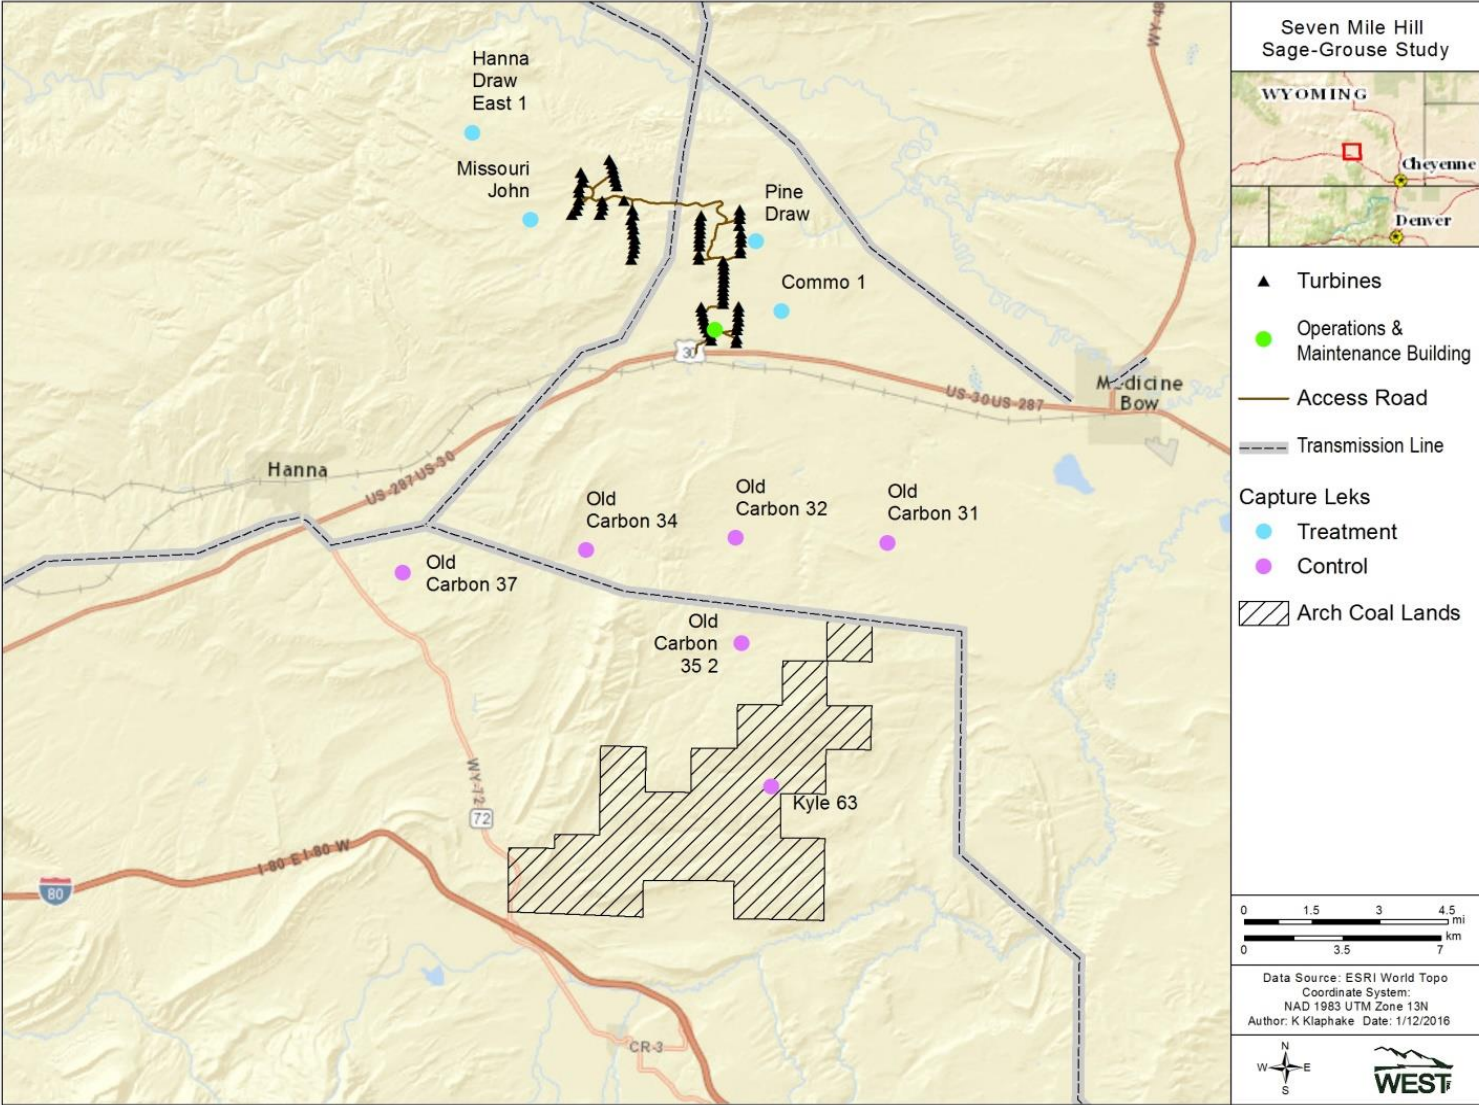 Hanna
Draw
East 1
Missouri
John
Pine
Draw
Commo 1
WY-48
30
US-30US-287
Medicine
Bow
Hanna
US-287US-30
Old
Carbon 34
Old
Carbon 32
Old
Carbon 31
Old
Carbon 37
Old
Carbon
35 2
Kyle 63
WY-72
72
I-80 E I-80 W
80
CR-3
Seven Mile Hill
Sage-Grouse Study
WYOMING
Cheyenne
Denver
Turbines
Operations &
Maintenance Building
Access Road
Transmission Line
Capture Leks
Treatment
Control
Arch Coal Lands
0 1.5 3 4.5
mi
km
0 3.5 7
Data Source: ESRI World Topo
Coordinate System:
NAD 1983 UTM Zone 13N
Author: K Klaphake Date: 1/12/2016
N
W E
S
WEST